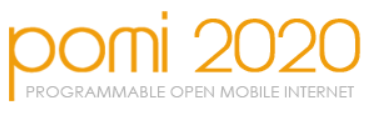 pomi 2020
PROGRAMMABLE OPEN MOBILE INTERNET